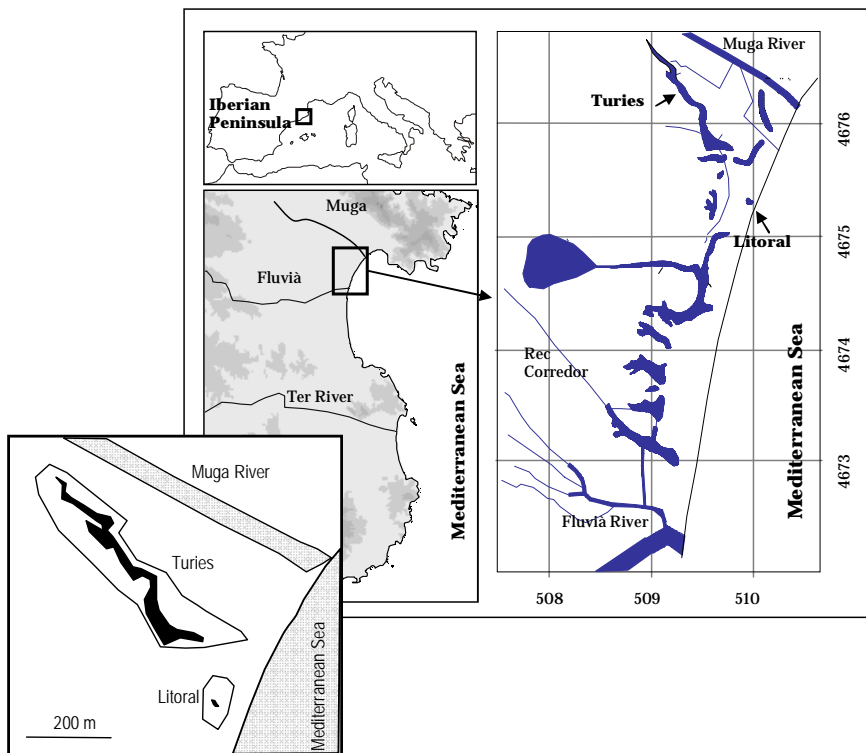 Iberian
Peninsula
Muga
Fluvià
Ter River
Mediterranean Sea
Muga River
Turies
Litoral
Rec
Corredor
Fluvià River
Mediterranean Sea
4676
4675
4674
4673
508
509
510
Muga River
Turies
Litoral
200 m
Mediterranean Sea